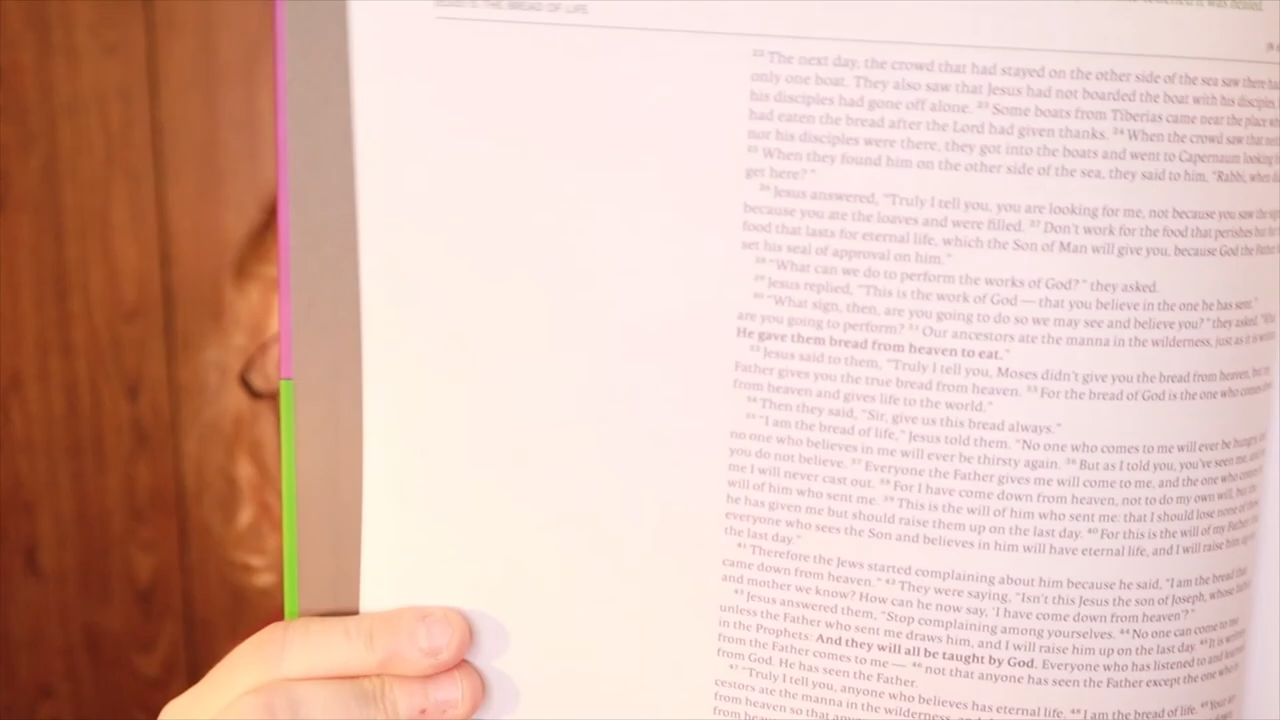 THE BREAD OF LIFE
it was
22 The next day, the crowd that had stayed on the other side of the sea saw there
only one boat. They also saw that Jesus had not boarded the boat with his disciples
his disciples had gone off alone. 23 Some boats from Tiberias came near the place
had eaten the bread after the Lord had given thanks. 24 When the crowd saw that
nor his disciples were there, they got into the boats and went to Capernaum looking
25 When they found him on the other side of the sea, they said to him, "Rabbi, when
get here?"
26 Jesus answered, "Truly I tell you, you are looking for me, not because you saw the
because you ate the loaves and were filled. 27 Don't work for the food that perishes but
food that lasts for eternal life, which the Son of Man will give you, because God the Father
set his seal of approval on him."
28 "What can we do to perform the works of God?" they asked.
29 Jesus replied, "This is the work of God — that you believe in the one he has sent."
30 "What sign, then, are you going to do so we may see and believe you?" they asked.
are you going to perform? 31 Our ancestors ate the manna in the wilderness, just as it is
He gave them bread from heaven to eat."
32 Jesus said to them, "Truly I tell you, Moses didn't give you the bread from heaven, but
Father gives you the true bread from heaven. 33 For the bread of God is the one who
from heaven and gives life to the world."
34 Then they said, "Sir, give us this bread always."
35 "I am the bread of life," Jesus told them. "No one who comes to me will ever be hungry
no one who believes in me will ever be thirsty again. 36 But as I told you, you've seen me,
you do not believe. 37 Everyone the Father gives me will come to me, and the one who
me I will never cast out. 38 For I have come down from heaven, not to do my own will, but
will of him who sent me. 39 This is the will of him who sent me: that I should lose none of
he has given me but should raise them up on the last day. 40 For this is the will of my Father
everyone who sees the Son and believes in him will have eternal life, and I will raise him up
the last day."
41 Therefore the Jews started complaining about him because he said, "I am the bread that
came down from heaven." 42 They were saying, "Isn't this Jesus the son of Joseph, whose
and mother we know? How can he now say, 'I have come down from heaven'?"
43 Jesus answered them, "Stop complaining among yourselves. 44 No one can come to
unless the Father who sent me draws him, and I will raise him up on the last day. 45 It is
in the Prophets: And they will all be taught by God. Everyone who has listened to and
from the Father comes to me — 46 not that anyone has seen the Father except the one who
from God. He has seen the Father.
47 "Truly I tell you, anyone who believes has eternal life. 48 I am the bread of life. 49 Your
cestors ate the manna in the wilderness,
from heaven so that
from